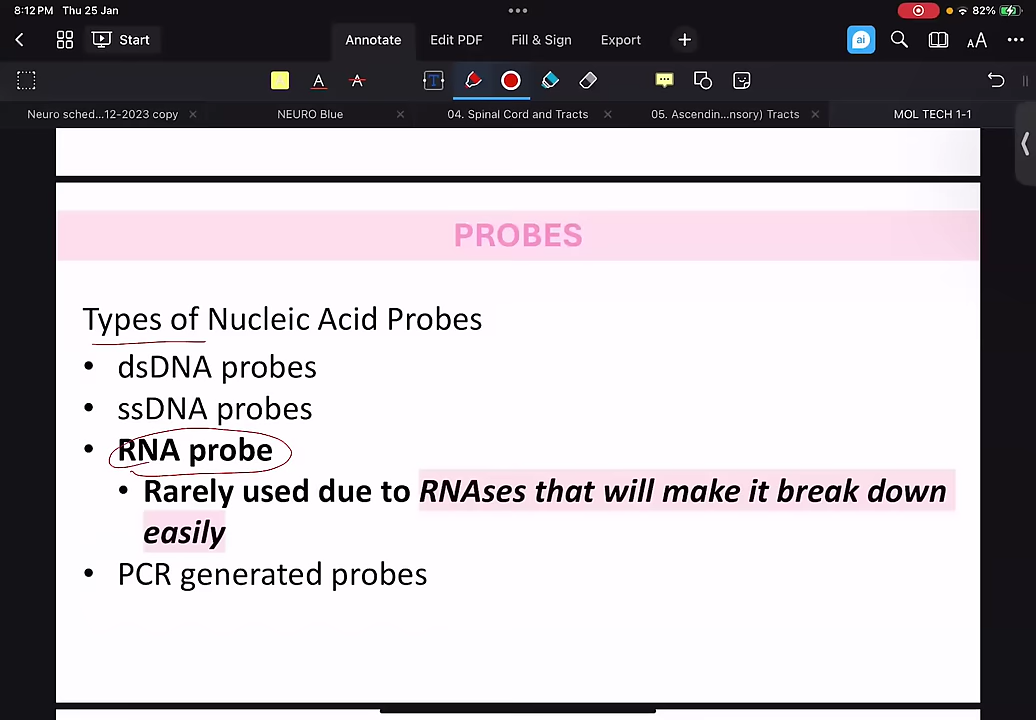 8:12 PM Thu 25 Jan
82%
Start
Annotate
Edit PDF
Fill & Sign
Export
ai
AA
T
A
A
Neuro sched...12-2023 copy
NEURO Blue
04. Spinal Cord and Tracts
05. Ascendin...nsory) Tracts
MOL TECH 1-1
PROBES
Types of Nucleic Acid Probes
• dsDNA probes
• ssDNA probes
• RNA probe
• Rarely used due to RNAses that will make it break down
easily
• PCR generated probes